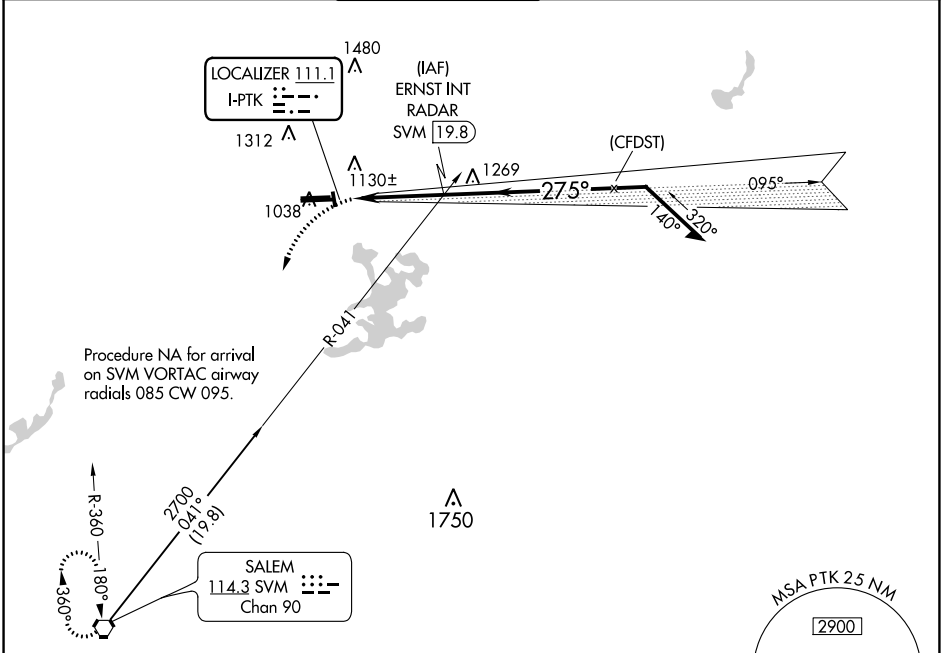 1480
LOCALIZER 111.1
I-PTK
1312
(IAF)
ERNST INT
RADAR
SVM 19.8
(CFDST)
1130±
1269
275°
095°
1038
140°
320°
R-041
Procedure NA for arrival
on SVM VORTAC airway
radials 085 CW 095.
R-360
2700
041°
(19.8)
1750
180°
360°
SALEM
114.3 SVM
Chan 90
MSA PTK 25 NM
2900